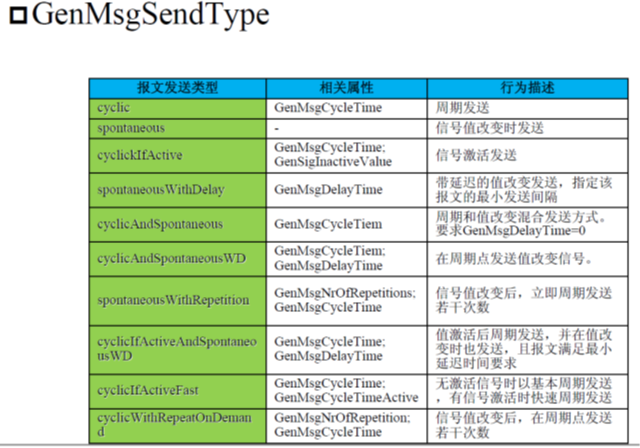 GenMsgSendType
报文发送类型 相关属性 行为描述
cyclic GenMsgCycleTime 周期发送
spontaneous - 信号值改变时发送
cyclickIfActive GenMsgCycleTime; 信号激活发送
GenSigInactiveValue
spontaneousWithDelay GenMsgDelayTime 带延迟的值改变发送，指定该
报文的最小发送间隔
cyclicAndSpontaneous GenMsgCycleTiem 周期和值改变混合发送方式。
要求GenMsgDelayTime=0
cyclicAndSpontaneousWD GenMsgCycleTiem; 在周期点发送值改变信号。
GenMsgDelayTime
spontaneousWithRepetition GenMsgNrOfRepetitions; 信号值改变后，立即周期发送
GenMsgCycleTime 若干次数
cyclicIfActiveAndSpontaneo GenMsgCycleTime; 值激活后周期发送，并在值改
usWD GenMsgDelayTime 变时也发送，且报文满足最小
延迟时间要求
cyclicIfActiveFast GenMsgCycleTime; 无激活信号时以基本周期发送
GenMsgCycleTimeActive ，有信号激活时快速周期发送
cyclicWithRepeatOnDeman GenMsgNrOfRepetition; 信号值改变后，在周期点发送
d GenMsgCycleTime 若干次数